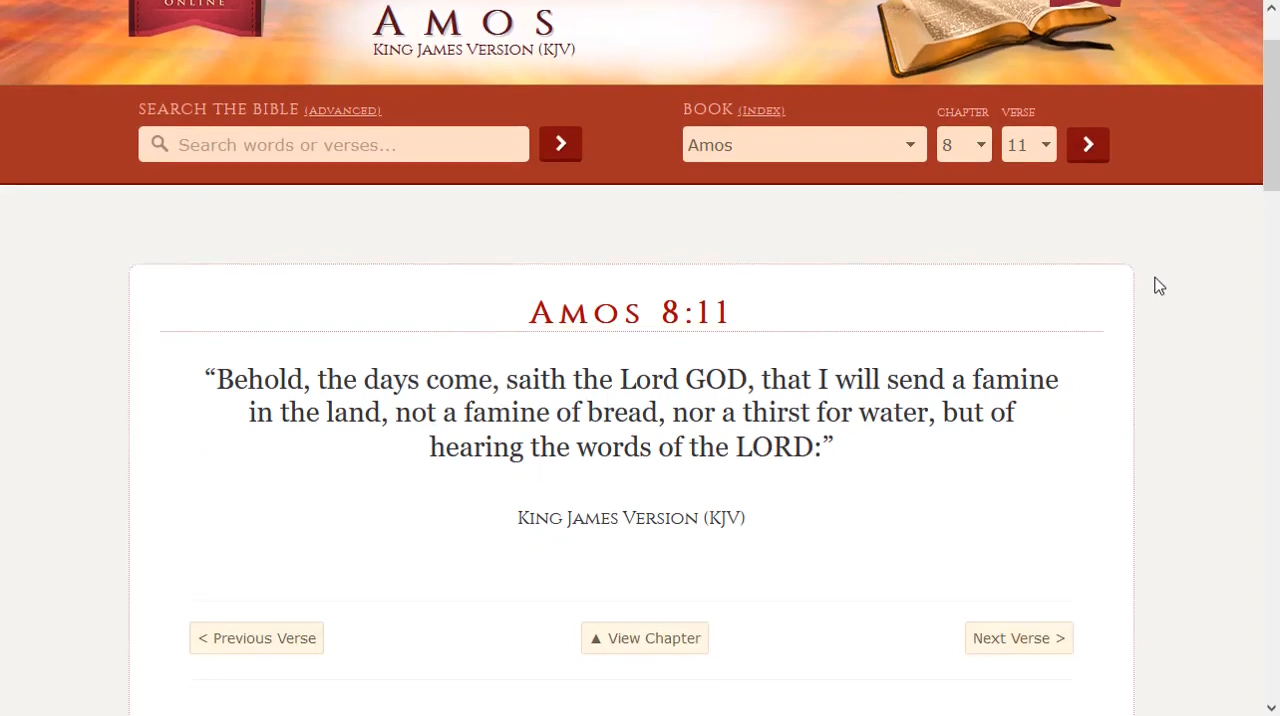 ONLINE
Amos
King James Version (KJV)
SEARCH THE BIBLE (Advanced)
BOOK (Index)
CHAPTER
VERSE
Search words or verses...
Amos
8
11
Amos 8:11
“Behold, the days come, saith the Lord GOD, that I will send a famine
in the land, not a famine of bread, nor a thirst for water, but of
hearing the words of the LORD:”
King James Version (KJV)
< Previous Verse
▲ View Chapter
Next Verse >